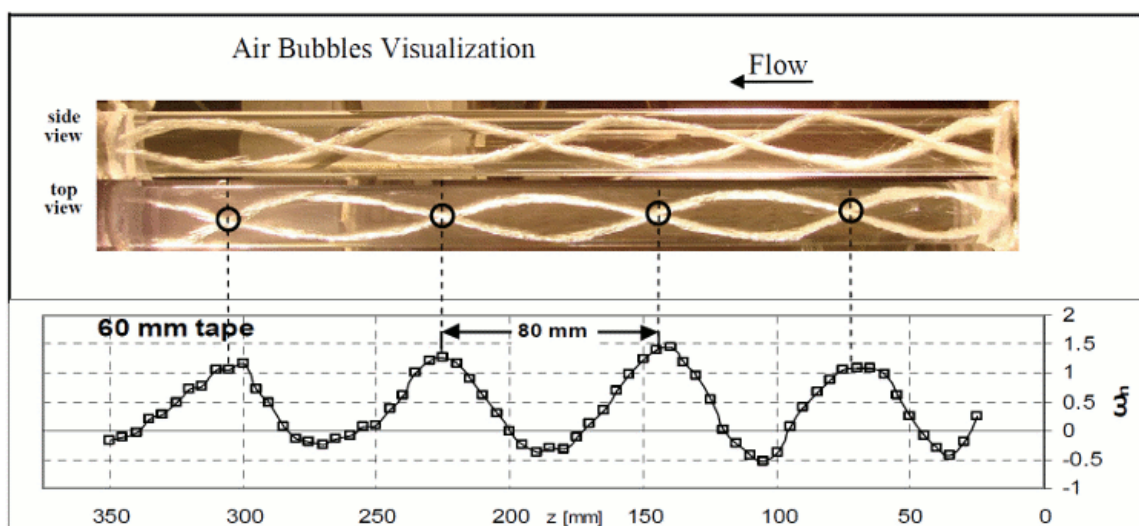 Air Bubbles Visualization
Flow
side
view
top
view
60 mm tape
80 mm
2
1.5
1
0.5
0
-0.5
-1
ωn
350
300
250
200
z [mm]
150
100
50
0